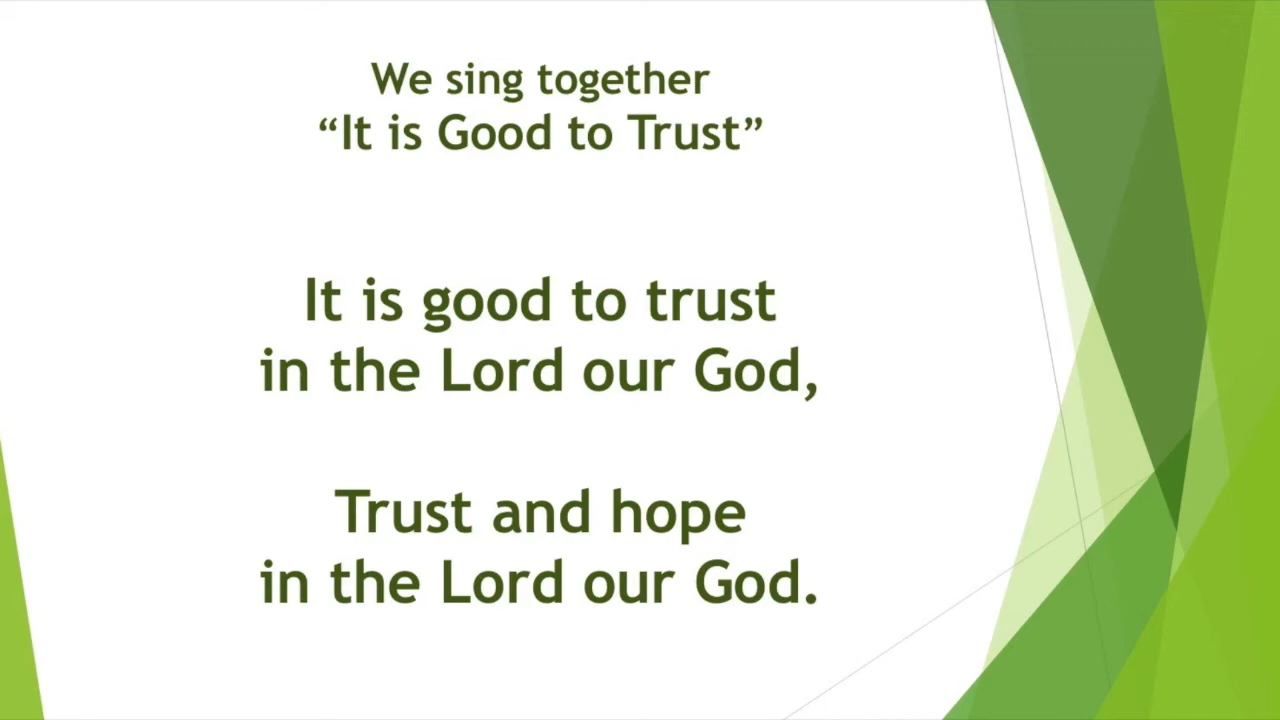 We sing together
“It is Good to Trust”
It is good to trust
in the Lord our God,
Trust and hope
in the Lord our God.